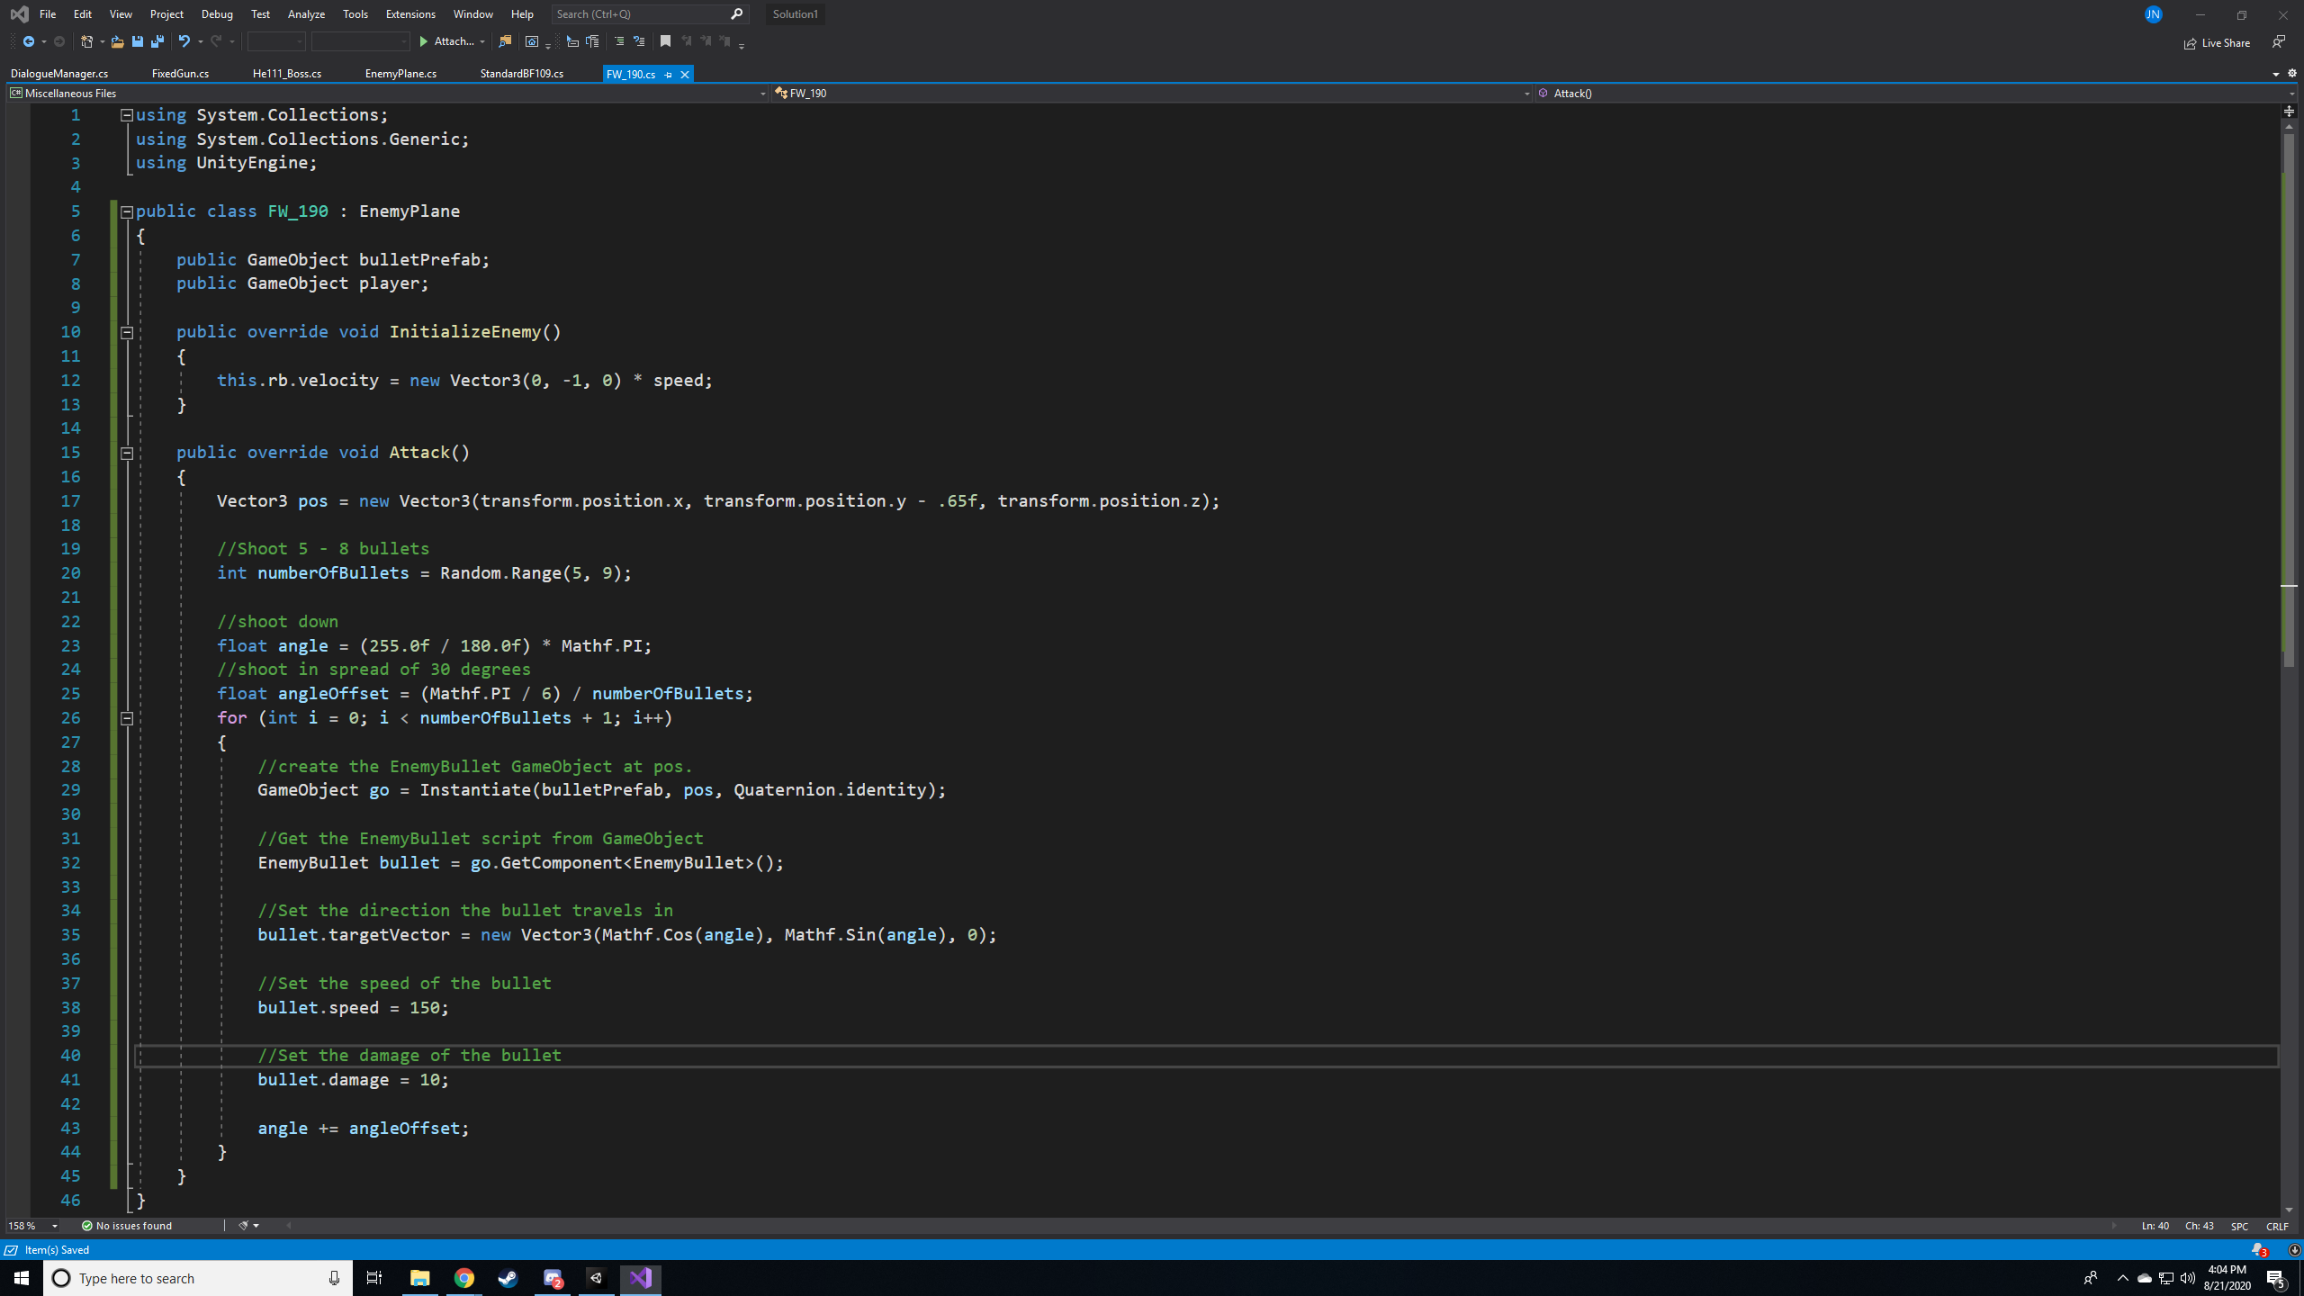 File Edit View Project Debug Test Analyze Tools Extensions Window Help Search (Ctrl+Q) Solution1 JN
Attach... Live Share
DialogueManager.cs FixedGun.cs He111_Boss.cs EnemyPlane.cs StandardBF109.cs FW_190.cs
C# Miscellaneous Files FW_190 Attack()
1 using System.Collections;
2 using System.Collections.Generic;
3 using UnityEngine;
4
5 public class FW_190 : EnemyPlane
6 {
7 public GameObject bulletPrefab;
8 public GameObject player;
9
10 public override void InitializeEnemy()
11 {
12 this.rb.velocity = new Vector3(0, -1, 0) * speed;
13 }
14
15 public override void Attack()
16 {
17 Vector3 pos = new Vector3(transform.position.x, transform.position.y - .65f, transform.position.z);
18
19 //Shoot 5 - 8 bullets
20 int numberOfBullets = Random.Range(5, 9);
21
22 //shoot down
23 float angle = (255.0f / 180.0f) * Mathf.PI;
24 //shoot in spread of 30 degrees
25 float angleOffset = (Mathf.PI / 6) / numberOfBullets;
26 for (int i = 0; i < numberOfBullets + 1; i++)
27 {
28 //create the EnemyBullet GameObject at pos.
29 GameObject go = Instantiate(bulletPrefab, pos, Quaternion.identity);
30
31 //Get the EnemyBullet script from GameObject
32 EnemyBullet bullet = go.GetComponent<EnemyBullet>();
33
34 //Set the direction the bullet travels in
35 bullet.targetVector = new Vector3(Mathf.Cos(angle), Mathf.Sin(angle), 0);
36
37 //Set the speed of the bullet
38 bullet.speed = 150;
39
40 //Set the damage of the bullet
41 bullet.damage = 10;
42
43 angle += angleOffset;
44 }
45 }
46 }
158 % No issues found Ln: 40 Ch: 43 SPC CRLF
Item(s) Saved 3
Type here to search 2 4:04 PM
8/21/2020 5